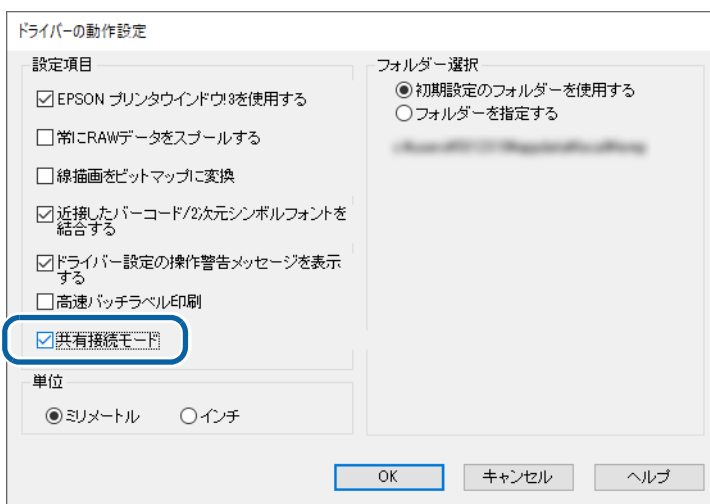 ドライバーの動作設定
設定項目
EPSON プリンタウインドウ!3を使用する
常にRAWデータをスプールする
線描画をビットマップに変換
近接したバーコード/2次元シンボルフォントを
結合する
ドライバー設定の操作警告メッセージを表示
する
高速バッチラベル印刷
共有接続モード
単位
ミリメートル
インチ
フォルダー選択
初期設定のフォルダーを使用する
フォルダーを指定する
OK
キャンセル
ヘルプ